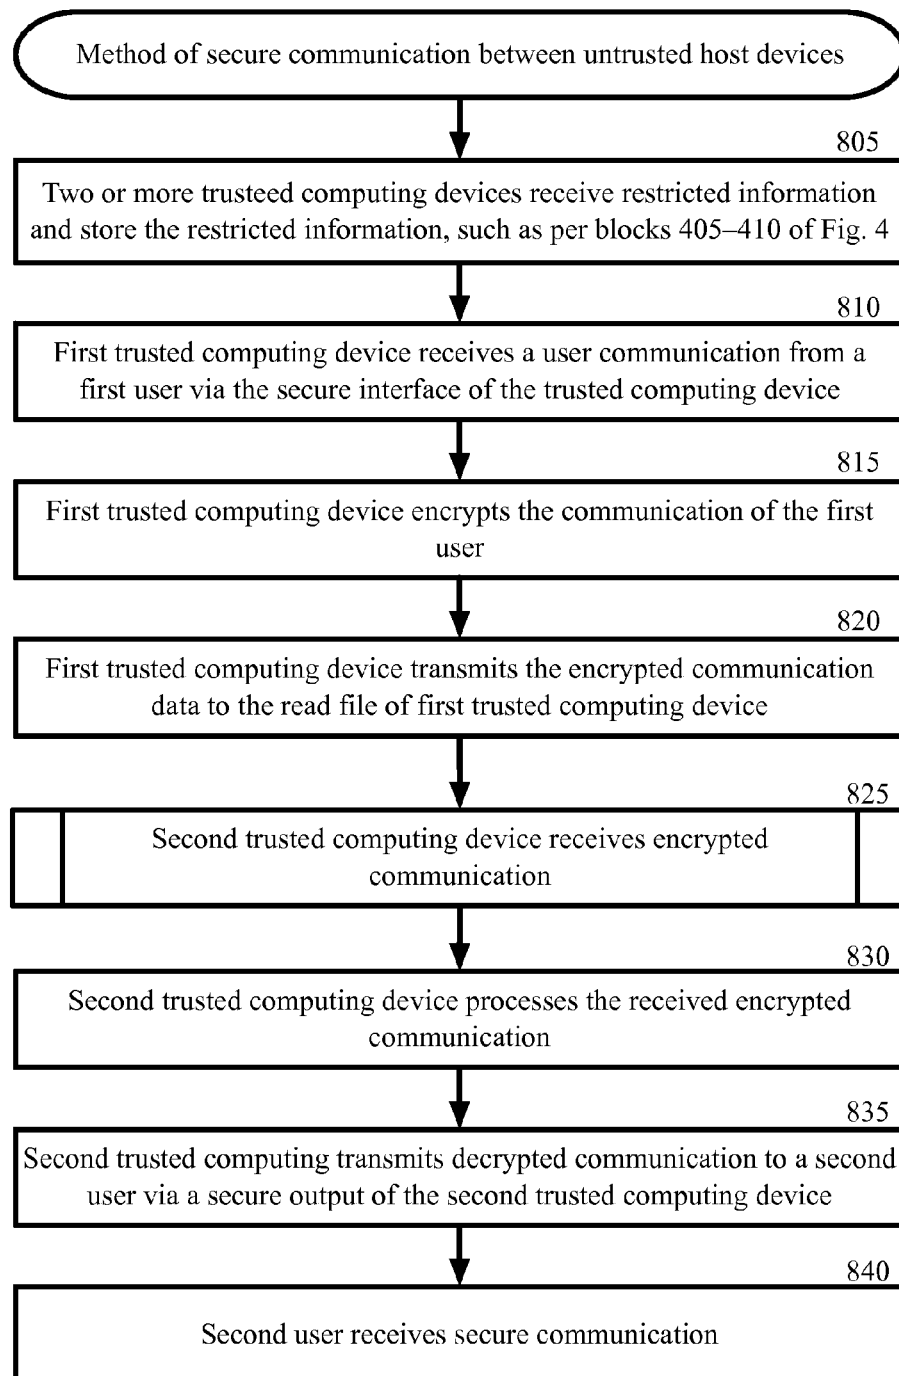 Method of secure communication between untrusted host devices
805
Two or more trusteed computing devices receive restricted information
and store the restricted information, such as per blocks 405–410 of Fig. 4
810
First trusted computing device receives a user communication from a
first user via the secure interface of the trusted computing device
815
First trusted computing device encrypts the communication of the first
user
820
First trusted computing device transmits the encrypted communication
data to the read file of first trusted computing device
825
Second trusted computing device receives encrypted
communication
830
Second trusted computing device processes the received encrypted
communication
835
Second trusted computing transmits decrypted communication to a second
user via a secure output of the second trusted computing device
840
Second user receives secure communication